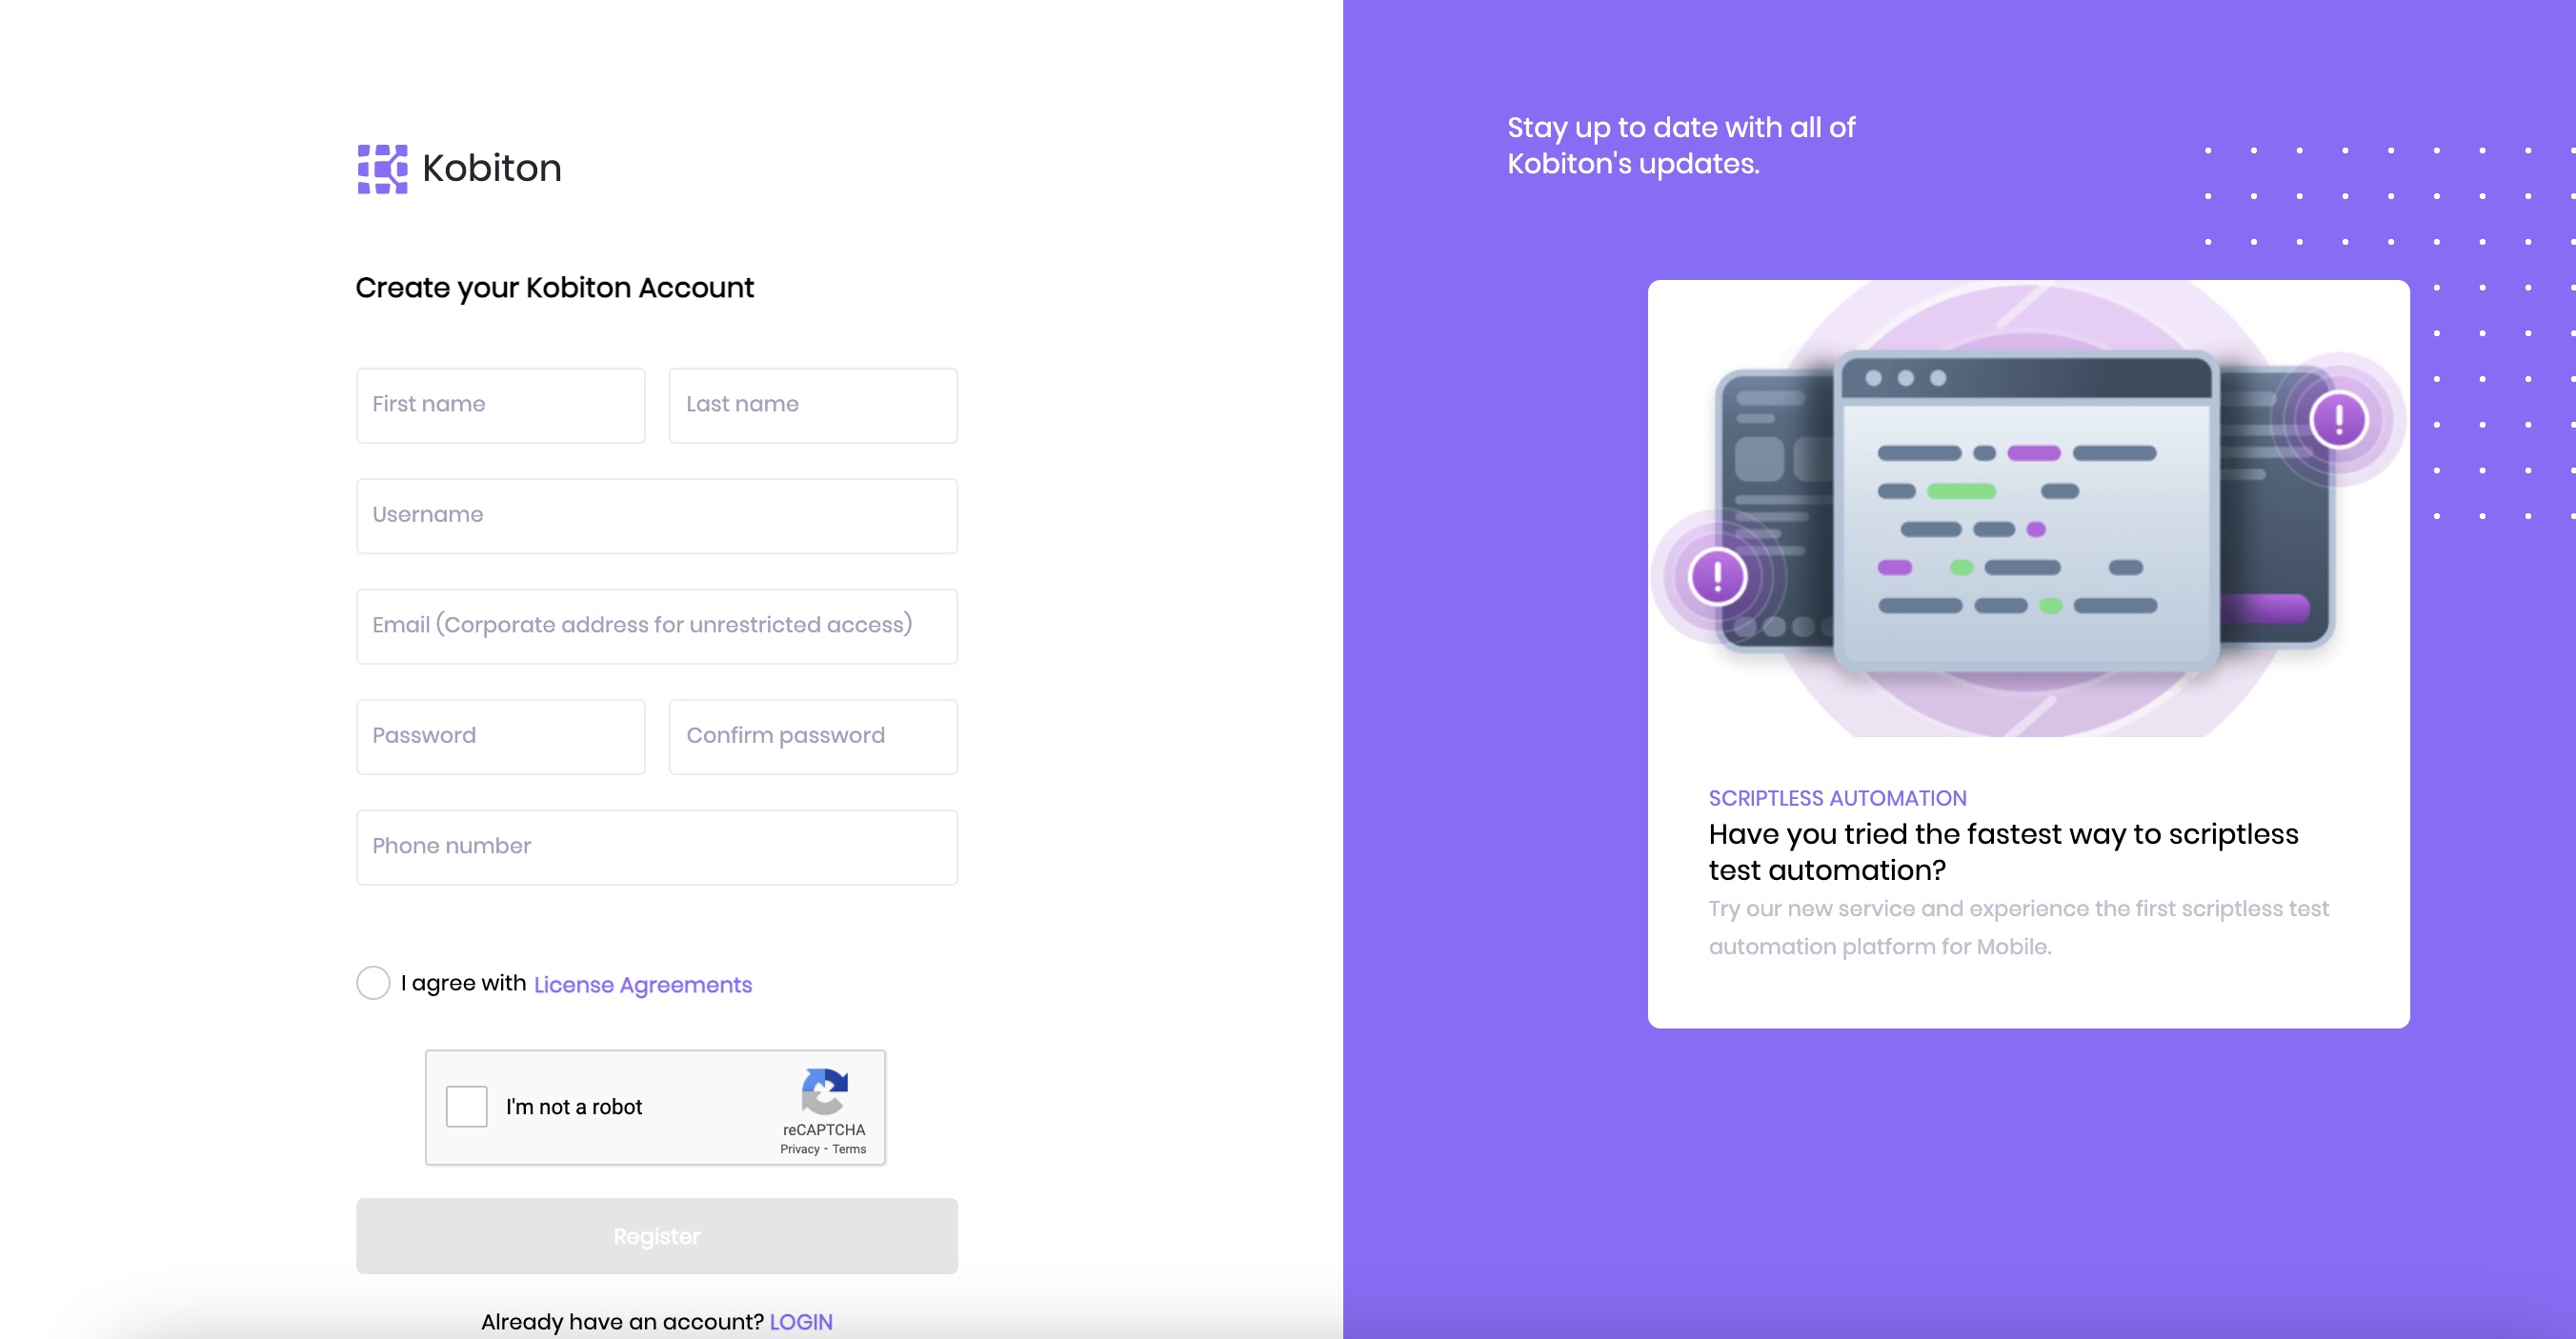 Kobiton
Create your Kobiton Account
First name
Last name
Username
Email (Corporate address for unrestricted access)
Password
Confirm password
Phone number
I agree with License Agreements
I'm not a robot
reCAPTCHA
Privacy - Terms
Register
Already have an account? LOGIN
Stay up to date with all of
Kobiton's updates.
SCRIPTLESS AUTOMATION
Have you tried the fastest way to scriptless
test automation?
Try our new service and experience the first scriptless test
automation platform for Mobile.